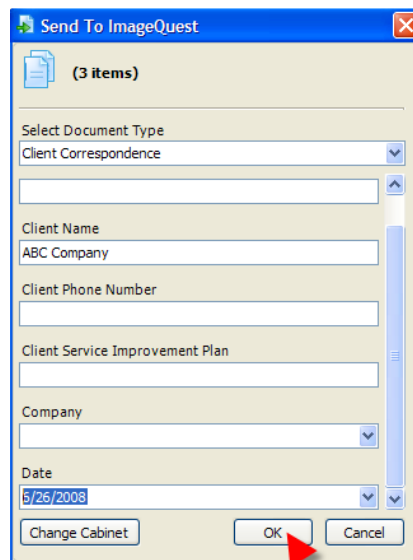 Send To ImageQuest
(3 items)
Select Document Type
Client Correspondence
Client Name
ABC Company
Client Phone Number
Client Service Improvement Plan
Company
Date
6/26/2008
Change Cabinet
OK
Cancel